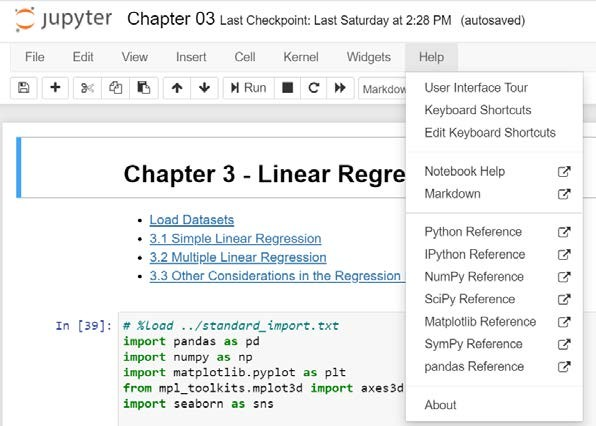 jupyter Chapter 03 Last Checkpoint: Last Saturday at 2:28 PM (autosaved)
File Edit View Insert Cell Kernel Widgets Help
Run Markdow
User Interface Tour
Keyboard Shortcuts
Edit Keyboard Shortcuts
Notebook Help
Markdown
Python Reference
IPython Reference
NumPy Reference
SciPy Reference
Matplotlib Reference
SymPy Reference
pandas Reference
About
Chapter 3 - Linear Regre
Load Datasets
3.1 Simple Linear Regression
3.2 Multiple Linear Regression
3.3 Other Considerations in the Regression
In [39]: # %load ../standard_import.txt
import pandas as pd
import numpy as np
import matplotlib.pyplot as plt
from mpl_toolkits.mplot3d import axes3d
import seaborn as sns